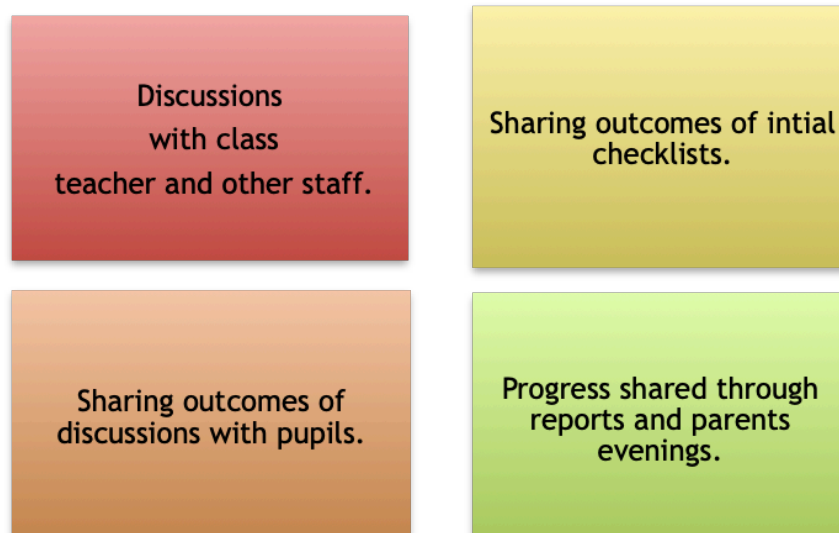 Discussions
with class
teacher and other staff.
Sharing outcomes of intial
checklists.
Sharing outcomes of
discussions with pupils.
Progress shared through
reports and parents
evenings.